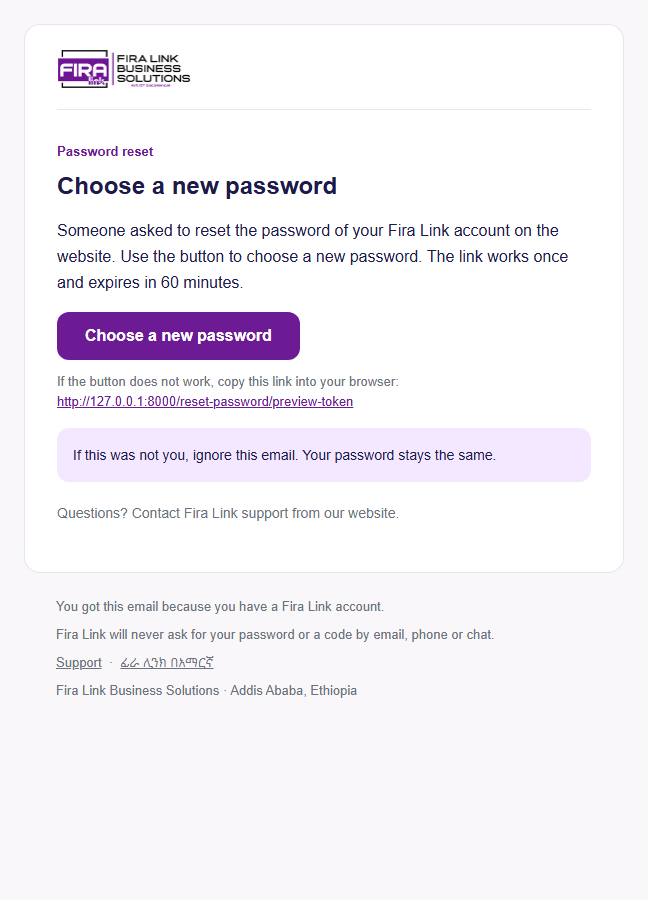 FIRA
link
FIRA LINK
BUSINESS
SOLUTIONS
Password reset
Choose a new password
Someone asked to reset the password of your Fira Link account on the
website. Use the button to choose a new password. The link works once
and expires in 60 minutes.
Choose a new password
If the button does not work, copy this link into your browser:
http://127.0.0.1:8000/reset-password/preview-token
If this was not you, ignore this email. Your password stays the same.
Questions? Contact Fira Link support from our website.
You got this email because you have a Fira Link account.
Fira Link will never ask for your password or a code by email, phone or chat.
Support · ፊራ ሊንክ በአማርኛ
Fira Link Business Solutions · Addis Ababa, Ethiopia